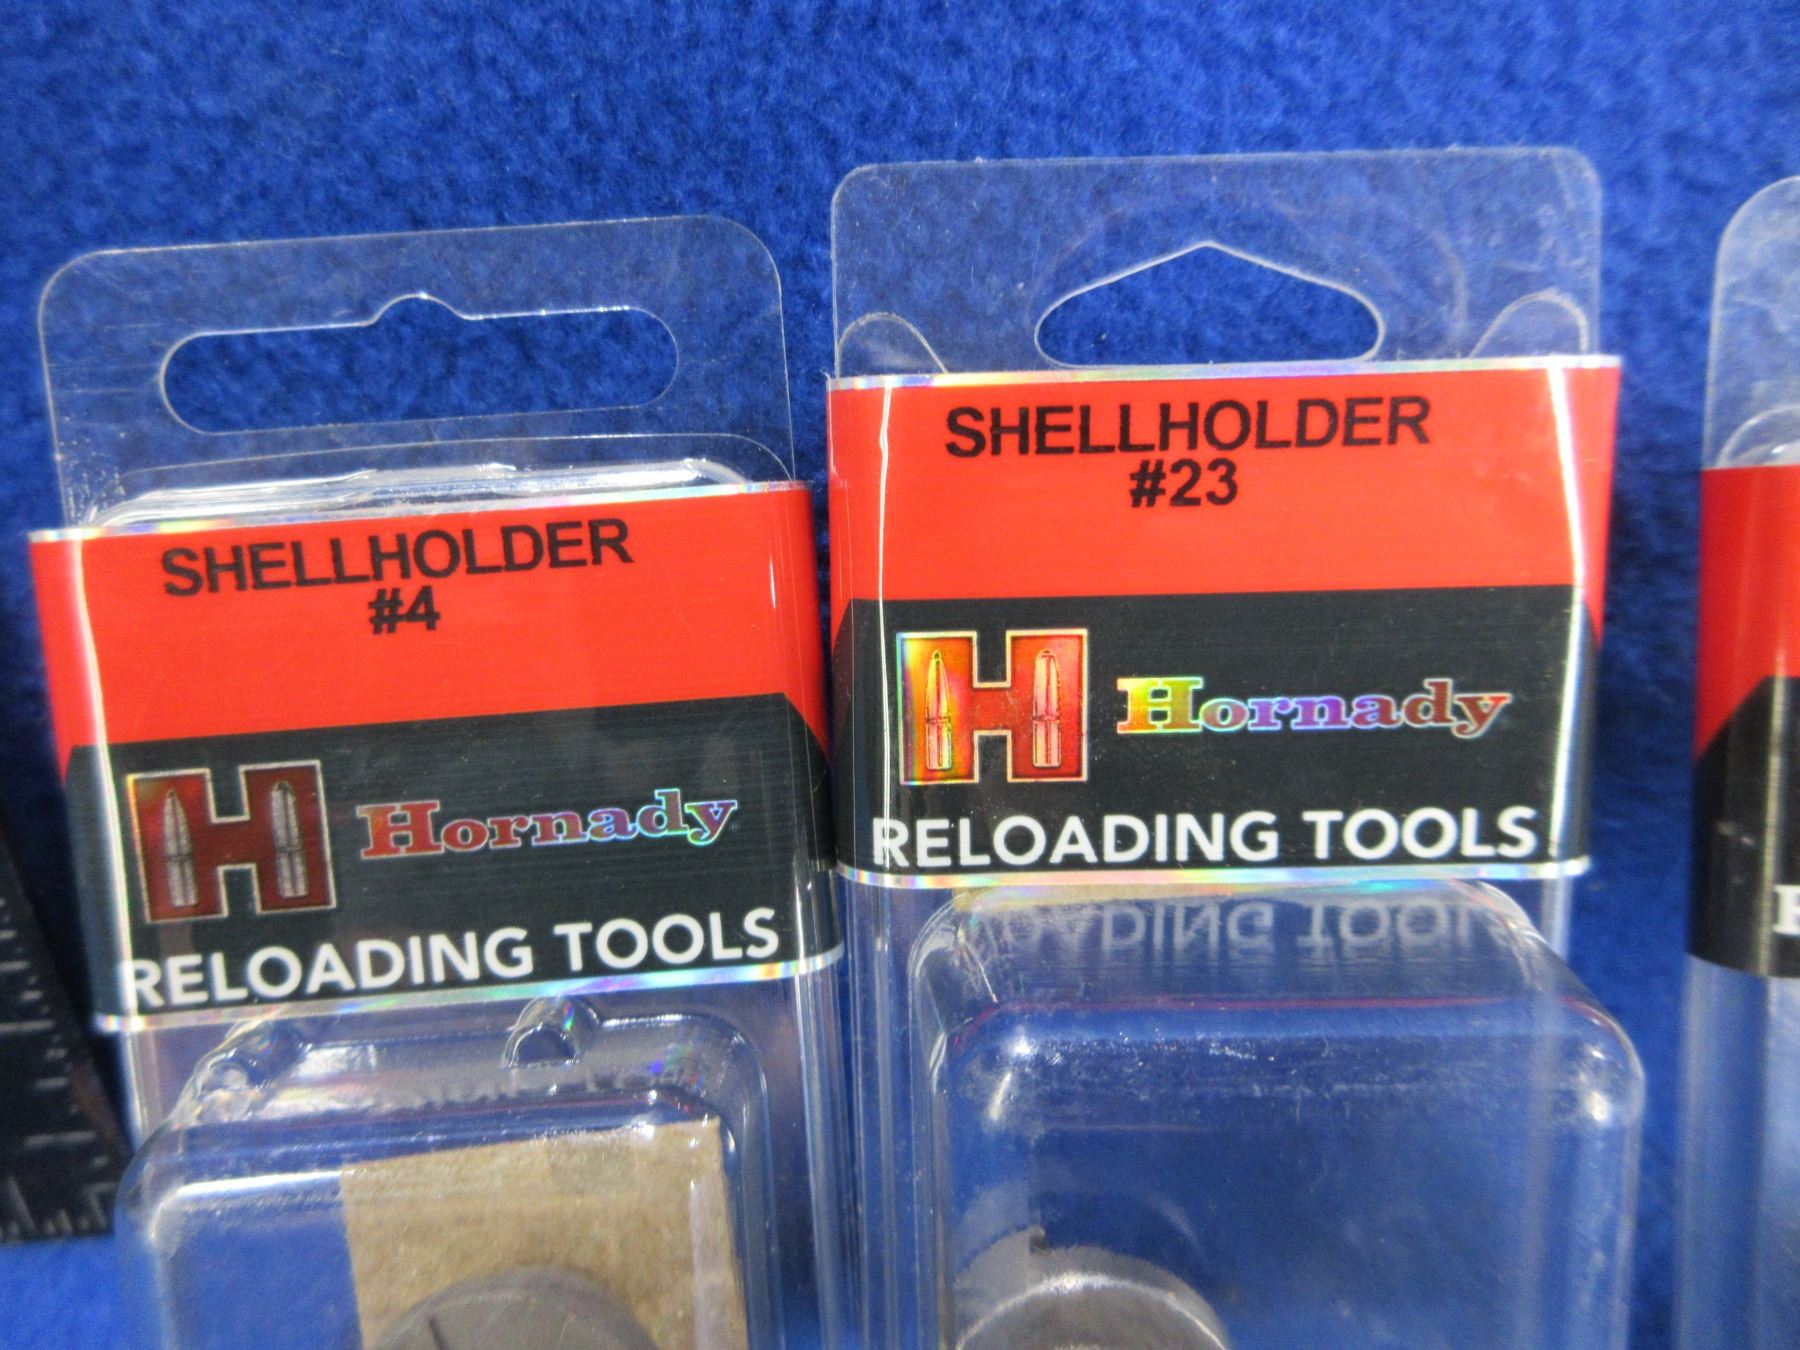 SHELLHOLDER
#4
Hornady
RELOADING TOOLS
SHELLHOLDER
#23
Hornady
RELOADING TOOLS